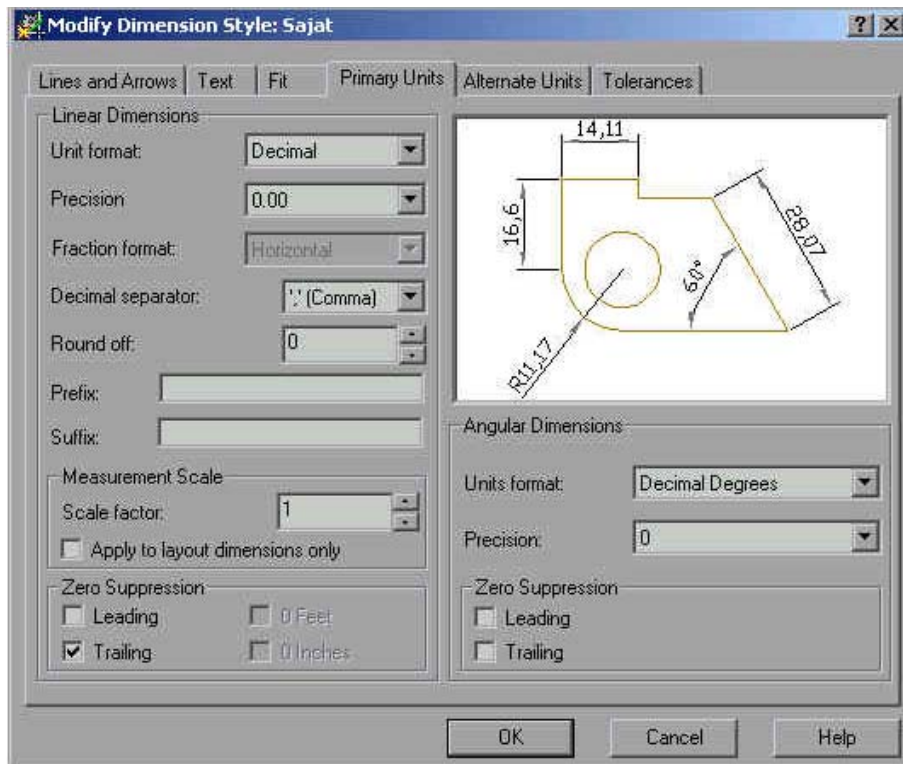 Modify Dimension Style: Sajat
Lines and Arrows
Text
Fit
Primary Units
Alternate Units
Tolerances
Linear Dimensions
Unit format:
Decimal
Precision
0.00
Fraction format:
Horizontal
Decimal separator:
',' (Comma)
Round off:
0
Prefix:
Suffix:
Measurement Scale
Scale factor:
1
Apply to layout dimensions only
Zero Suppression
Leading
0 Feet
Trailing
0 Inches
14,11
16,6
28,07
60°
R11,17
Angular Dimensions
Units format:
Decimal Degrees
Precision:
0
Zero Suppression
Leading
Trailing
OK
Cancel
Help